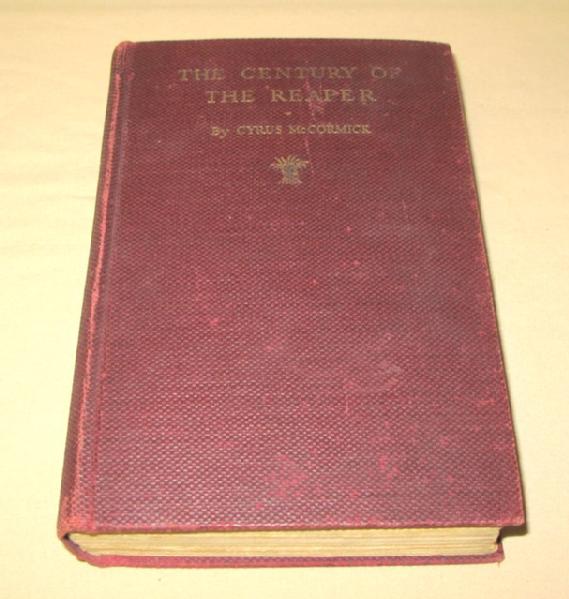 THE CENTURY OF
THE REAPER
By CYRUS McCORMICK